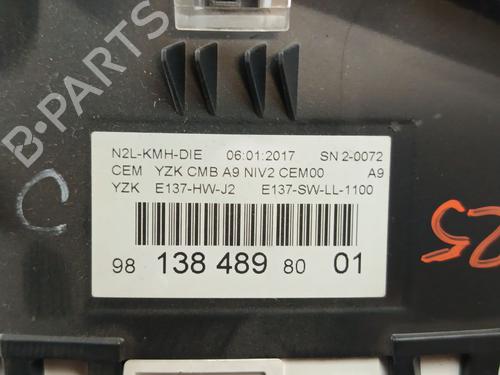 B-PARTS
N2L-KMH-DIE 06:01:2017 SN 2-0072
CEM YZK CMB A9 NIV2 CEM00 A9
YZK E137-HW-J2 E137-SW-LL-1100
98 138 489 80 01
25